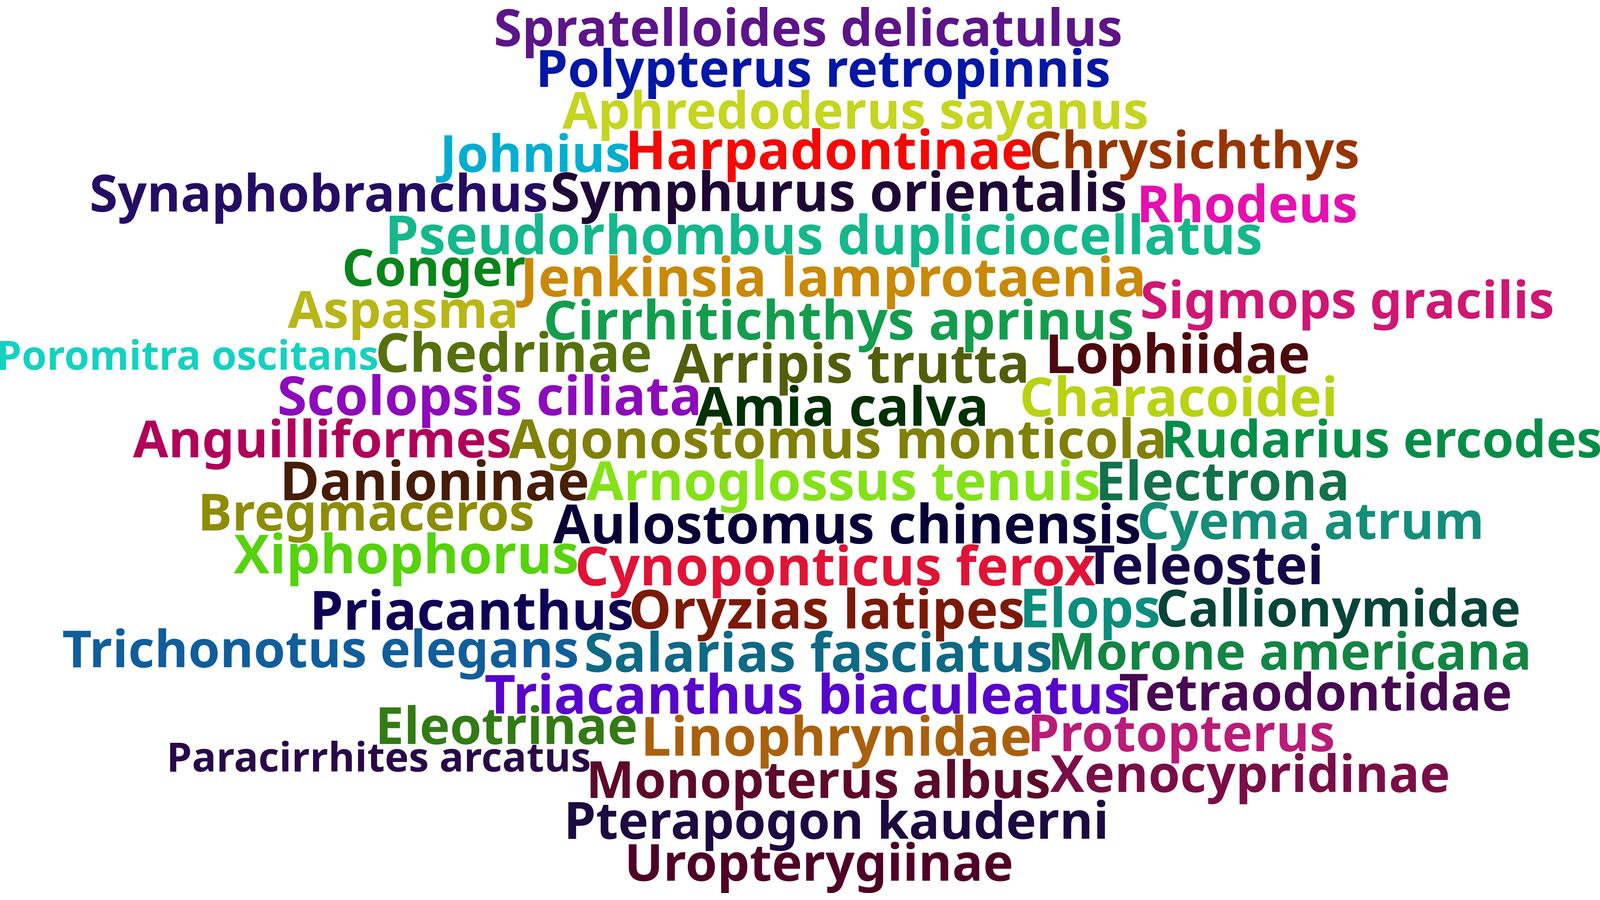 Spratelloides delicatulus
Polypterus retropinnis
Aphredoderus sayanus
Johnius Harpadontinae Chrysichthys
Synaphobranchus Symphurus orientalis Rhodeus
Pseudorhombus dupliciocellatus
Conger Jenkinsia lamprotaenia Sigmops gracilis
Aspasma Cirrhitichthys aprinus
Poromitra oscitans Chedrinae Arripis trutta Lophiidae
Scolopsis ciliata Amia calva Characoidei
Anguilliformes Agonostomus monticola Rudarius ercodes
Danioninae Arnoglossus tenuis Electrona
Bregmaceros Aulostomus chinensis Cyema atrum
Xiphophorus Cynoponticus ferox Teleostei
Priacanthus Oryzias latipes Elops Callionymidae
Trichonotus elegans Salarias fasciatus Morone americana
Triacanthus biaculeatus Tetraodontidae
Eleotrinae Linophrynidae Protopterus
Paracirrhites arcatus Monopterus albus Xenocypridinae
Pterapogon kauderni
Uropterygiinae